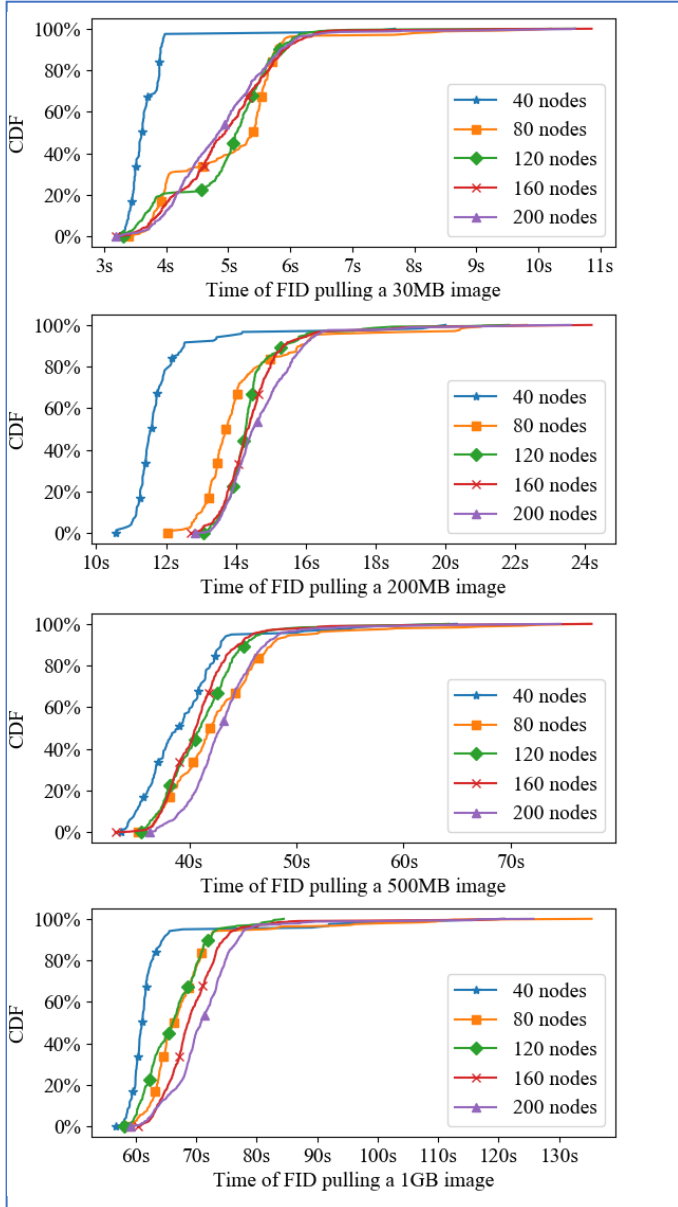 100%
80%
60%
40%
20%
0%
CDF
40 nodes
80 nodes
120 nodes
160 nodes
200 nodes
3s 4s 5s 6s 7s 8s 9s 10s 11s
Time of FID pulling a 30MB image
100%
80%
60%
40%
20%
0%
CDF
40 nodes
80 nodes
120 nodes
160 nodes
200 nodes
10s 12s 14s 16s 18s 20s 22s 24s
Time of FID pulling a 200MB image
100%
80%
60%
40%
20%
0%
CDF
40 nodes
80 nodes
120 nodes
160 nodes
200 nodes
40s 50s 60s 70s
Time of FID pulling a 500MB image
100%
80%
60%
40%
20%
0%
CDF
40 nodes
80 nodes
120 nodes
160 nodes
200 nodes
60s 70s 80s 90s 100s 110s 120s 130s
Time of FID pulling a 1GB image